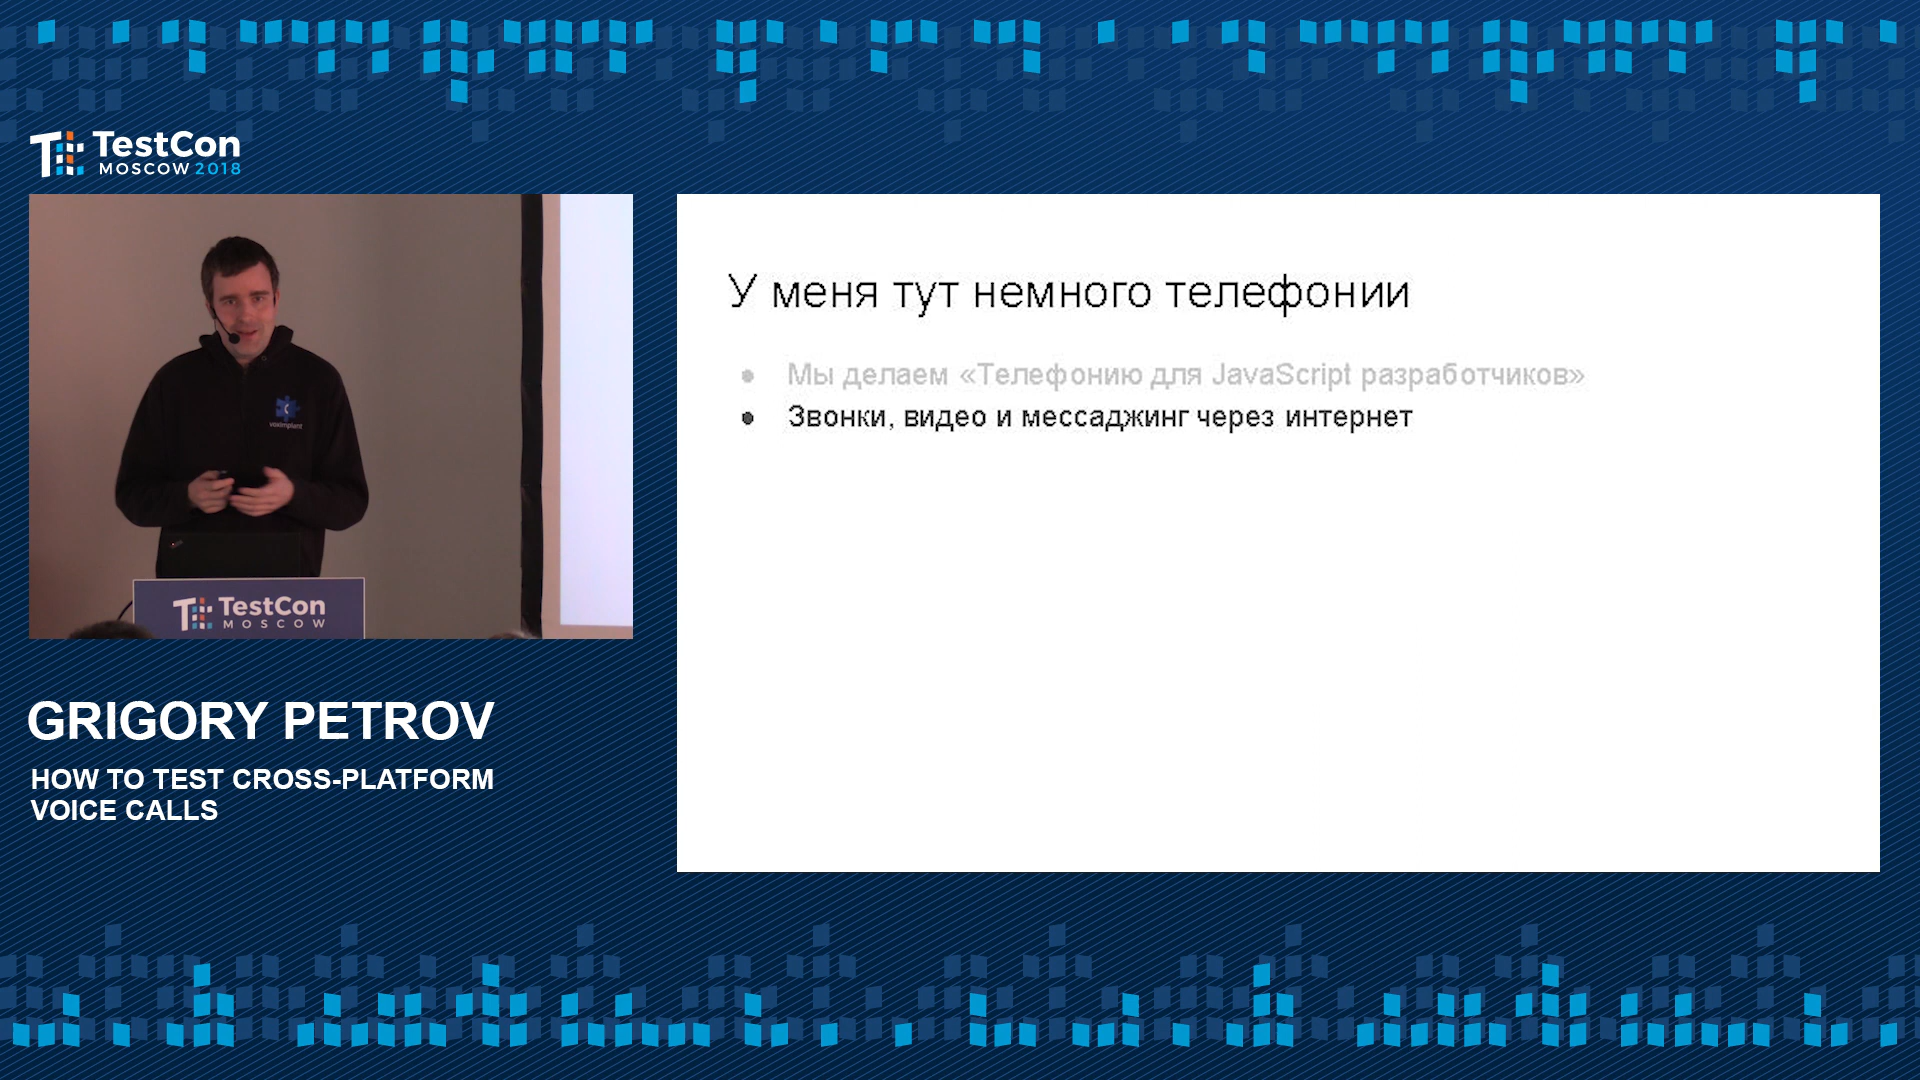 TestCon
MOSCOW 2018
voximplant
TestCon
MOSCOW
GRIGORY PETROV
HOW TO TEST CROSS-PLATFORM
VOICE CALLS
У меня тут немного телефонии
• Мы делаем «Телефонию для JavaScript разработчиков»
• Звонки, видео и мессаджинг через интернет